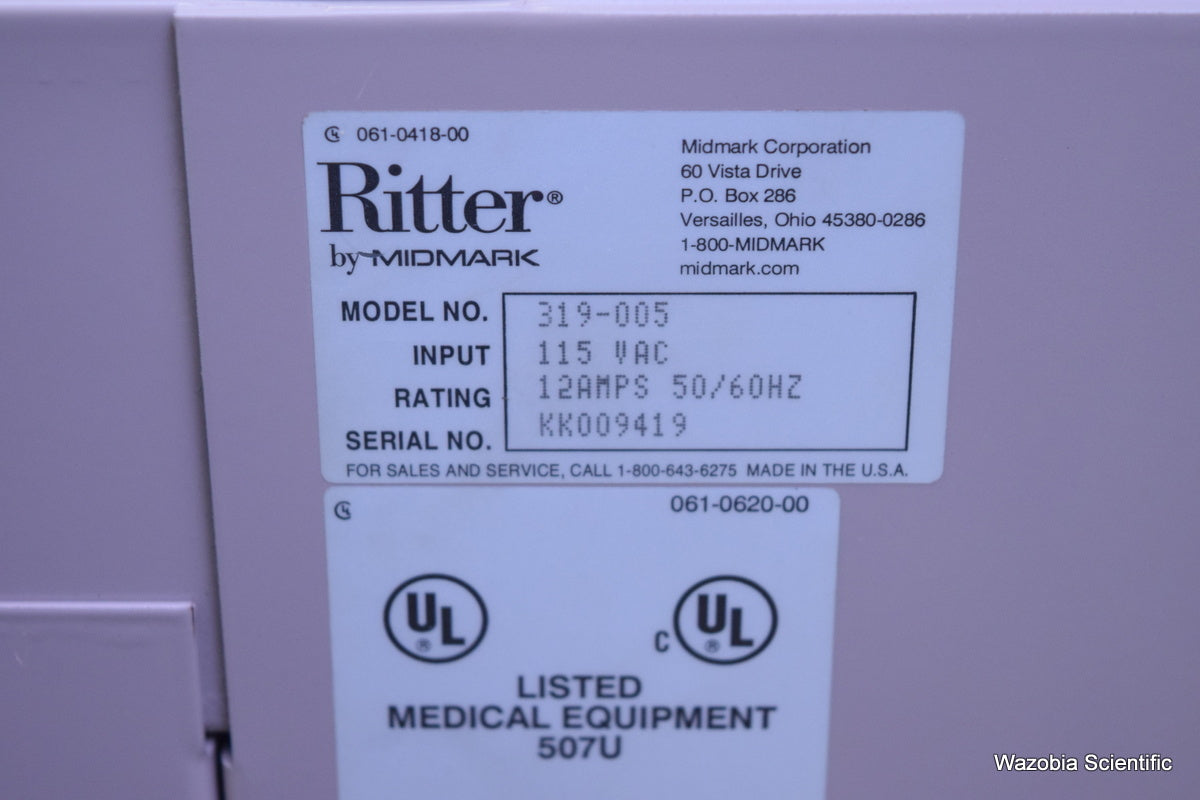 061-0418-00
Ritter®
by MIDMARK
Midmark Corporation
60 Vista Drive
P.O. Box 286
Versailles, Ohio 45380-0286
1-800-MIDMARK
midmark.com
MODEL NO. 319-005
INPUT 115 VAC
RATING 12AMPS 50/60HZ
SERIAL NO. KK009419
FOR SALES AND SERVICE, CALL 1-800-643-6275 MADE IN THE U.S.A.
061-0620-00
UL® C UL®
LISTED
MEDICAL EQUIPMENT
507U
Wazobia Scientific